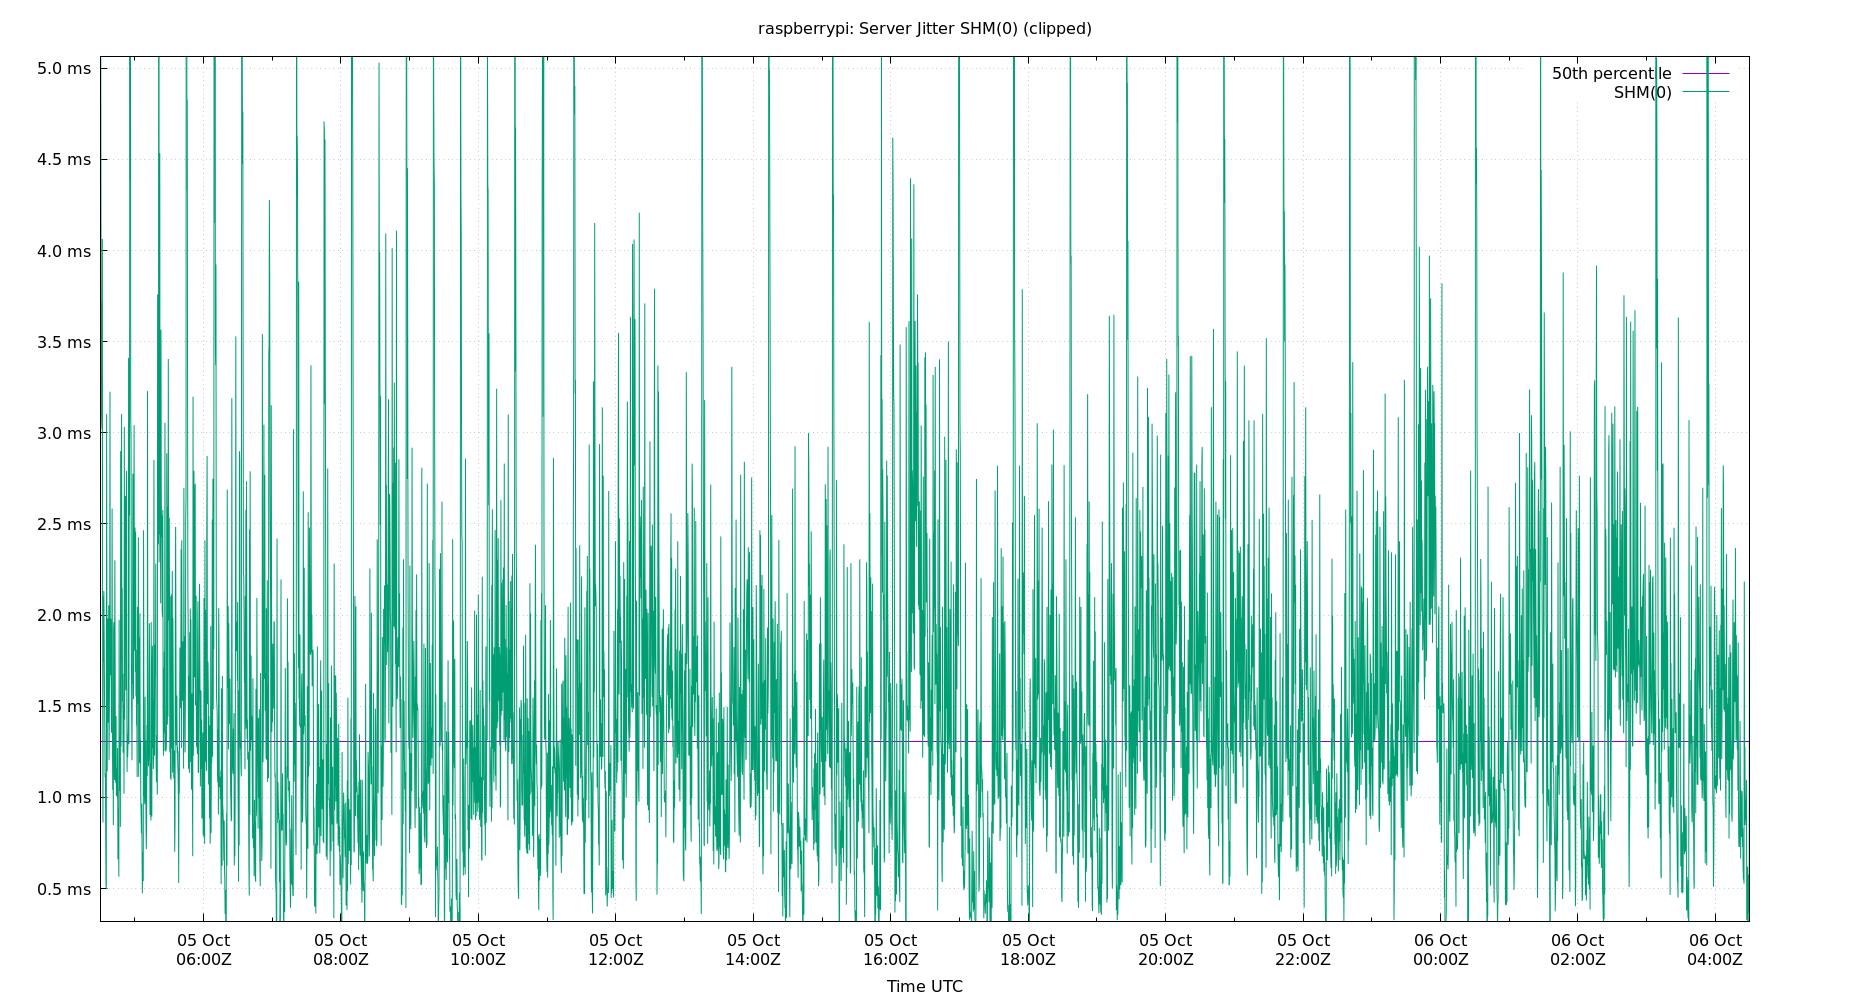 raspberrypi: Server Jitter SHM(0) (clipped)
5.0 ms
4.5 ms
4.0 ms
3.5 ms
3.0 ms
2.5 ms
2.0 ms
1.5 ms
1.0 ms
0.5 ms
50th percentile
SHM(0)
05 Oct 05 Oct 05 Oct 05 Oct 05 Oct 05 Oct 05 Oct 05 Oct 05 Oct 06 Oct 06 Oct 06 Oct
06:00Z 08:00Z 10:00Z 12:00Z 14:00Z 16:00Z 18:00Z 20:00Z 22:00Z 00:00Z 02:00Z 04:00Z
Time UTC